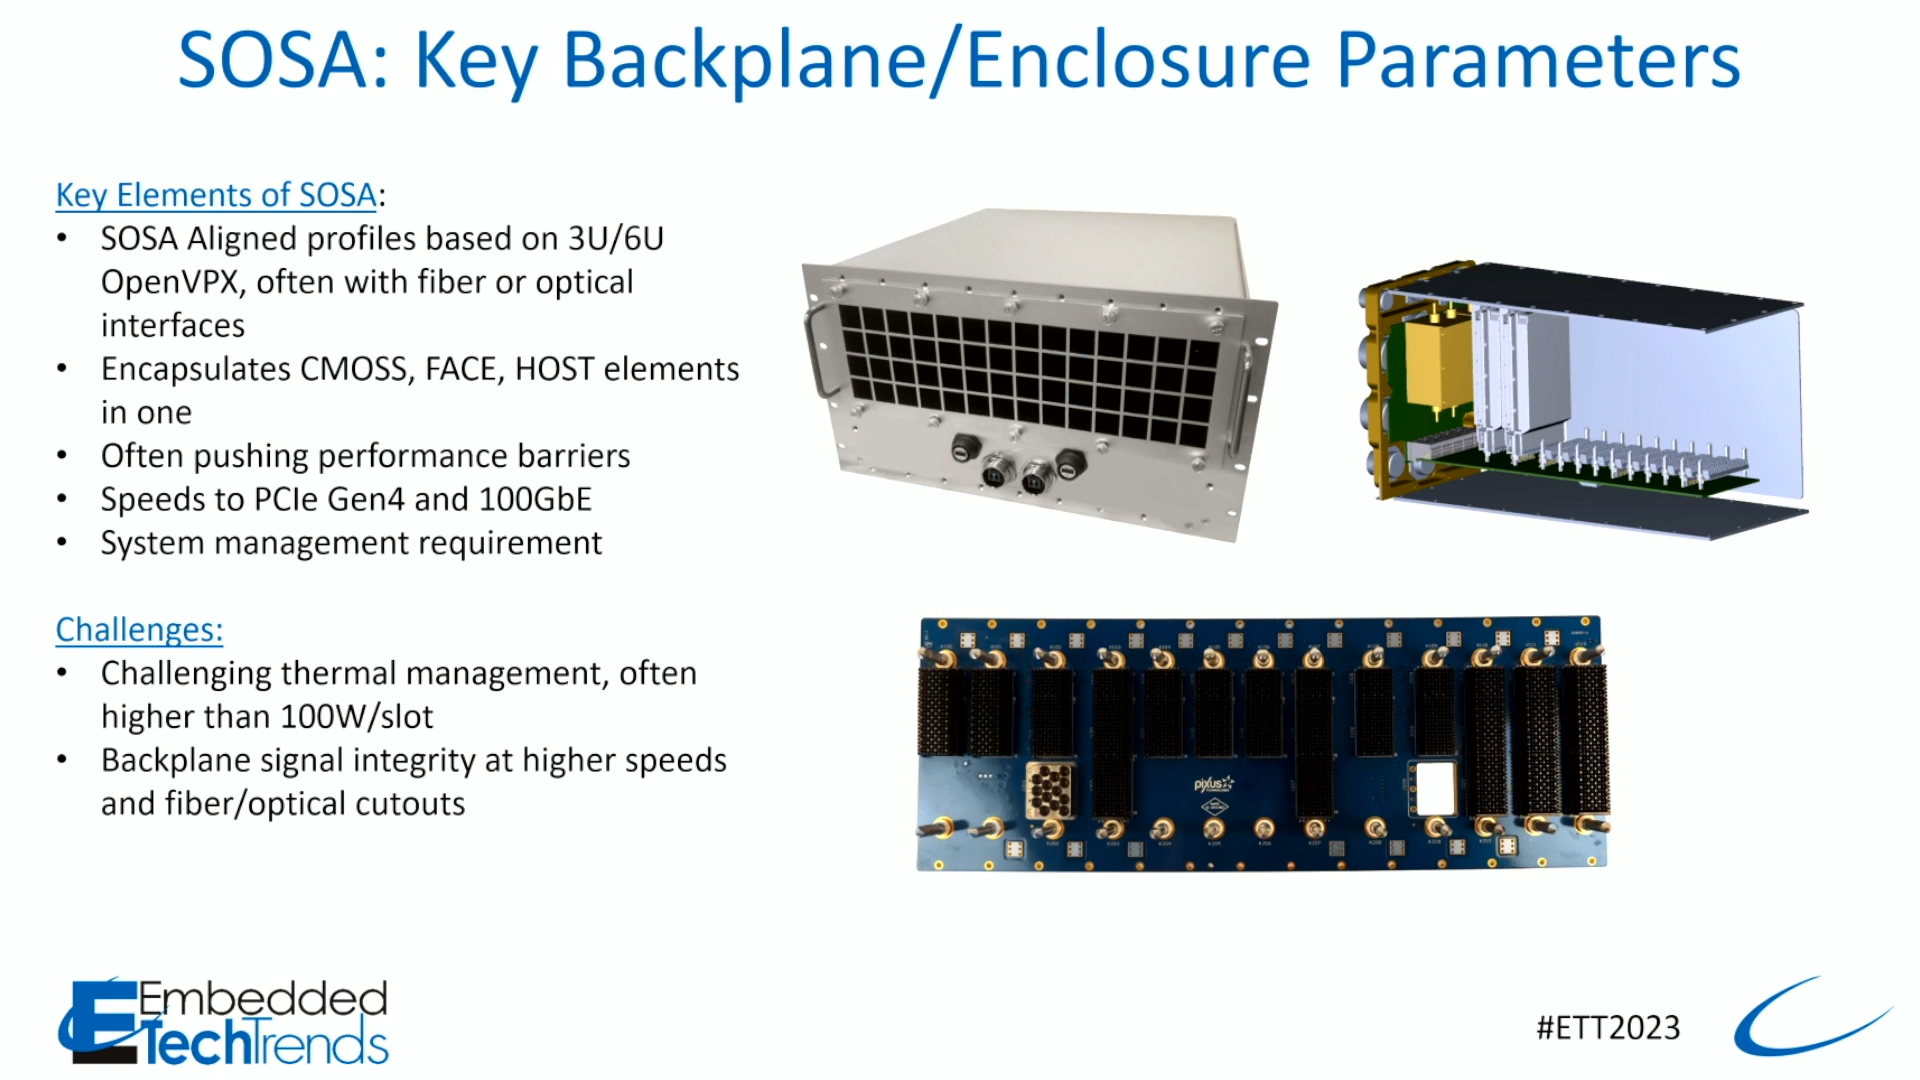 SOSA: Key Backplane/Enclosure Parameters
Key Elements of SOSA:
• SOSA Aligned profiles based on 3U/6U
OpenVPX, often with fiber or optical
interfaces
• Encapsulates CMOSS, FACE, HOST elements
in one
• Often pushing performance barriers
• Speeds to PCIe Gen4 and 100GbE
• System management requirement
Challenges:
• Challenging thermal management, often
higher than 100W/slot
• Backplane signal integrity at higher speeds
and fiber/optical cutouts
pixus
TECHNOLOGIES
Embedded
TechTrends
#ETT2023